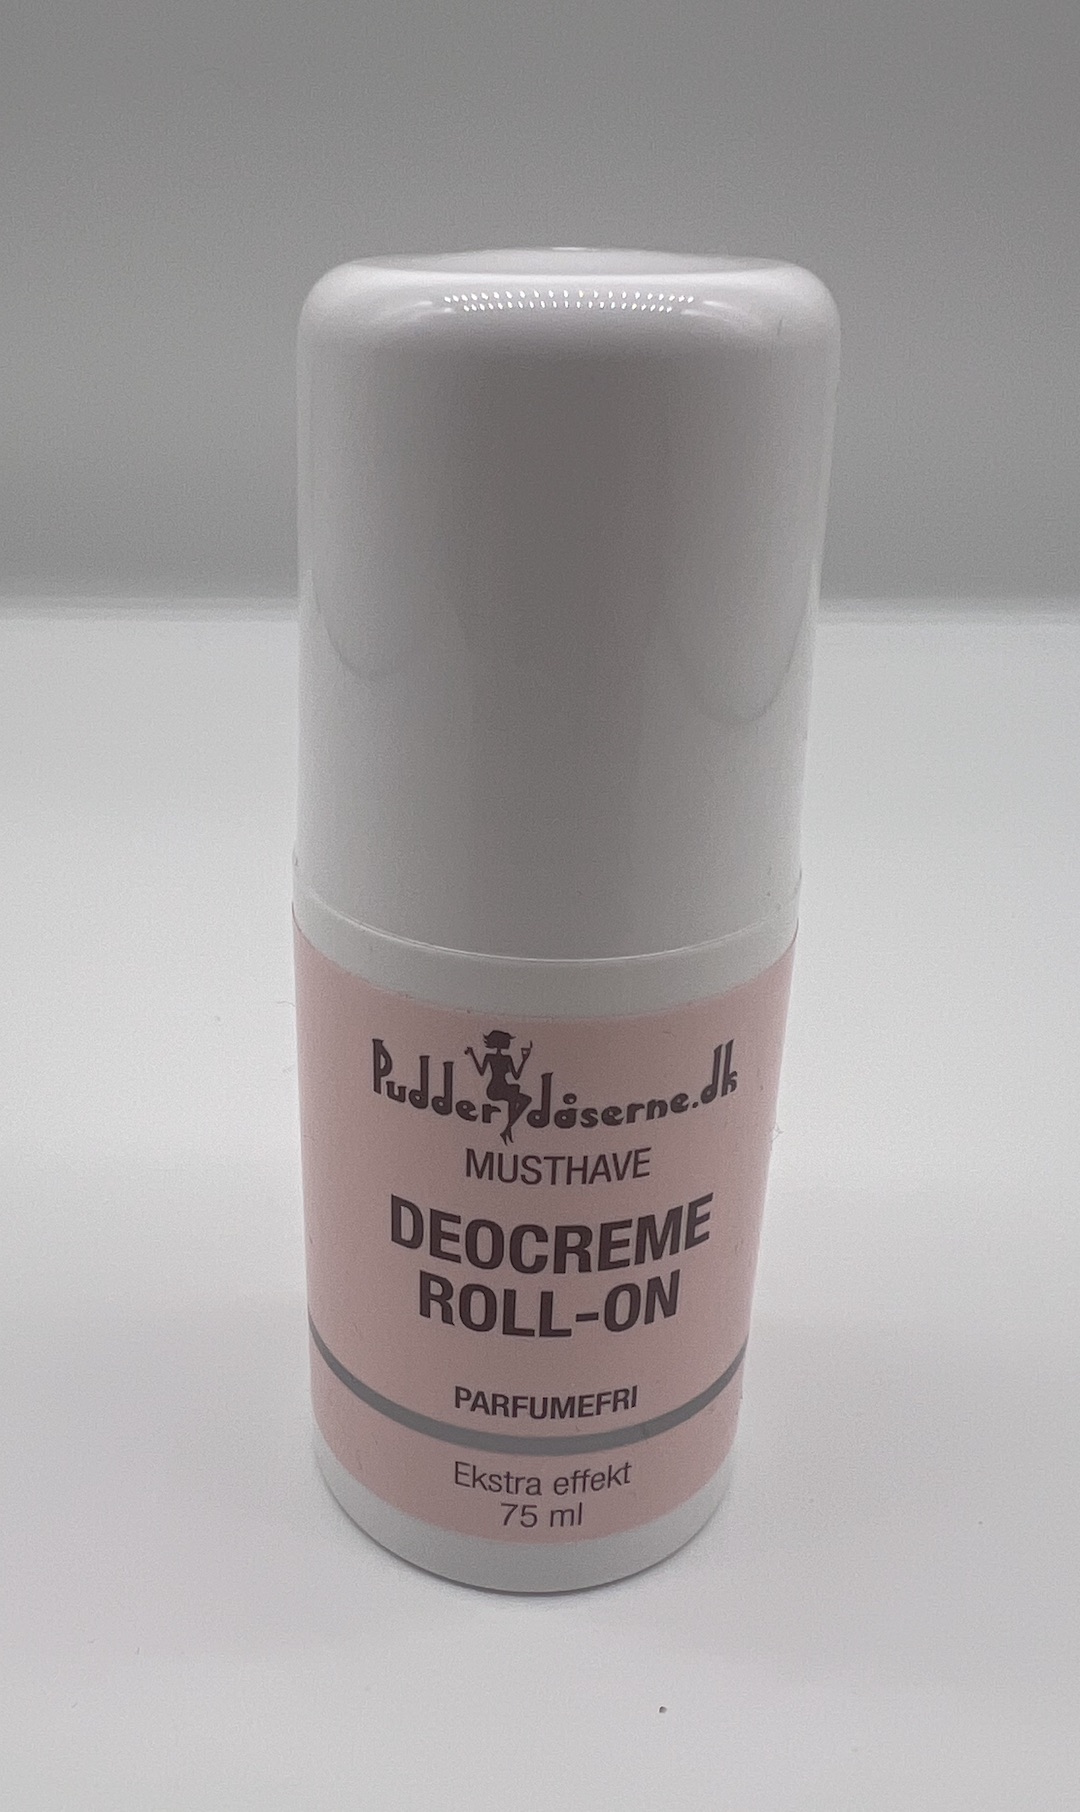 Pudderdåserne.dk
MUSTHAVE
DEOCREME
ROLL-ON
PARFUMEFRI
Ekstra effekt
75 ml